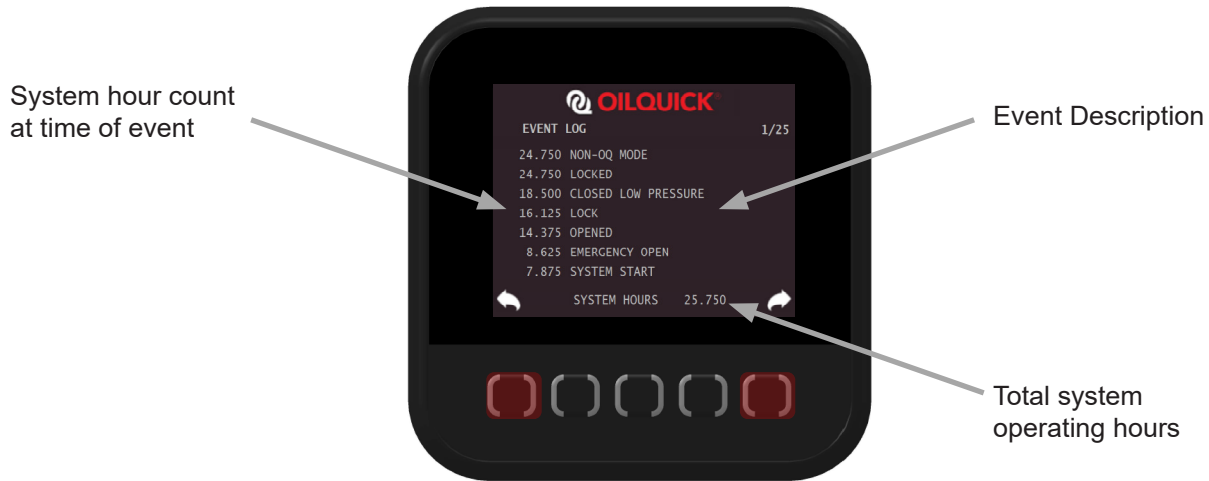 System hour count
at time of event
OILQUICK
EVENT LOG 1/25
24.750 NON-OQ MODE
24.750 LOCKED
18.500 CLOSED LOW PRESSURE
16.125 LOCK
14.375 OPENED
8.625 EMERGENCY OPEN
7.875 SYSTEM START
SYSTEM HOURS 25.750
Event Description
Total system
operating hours